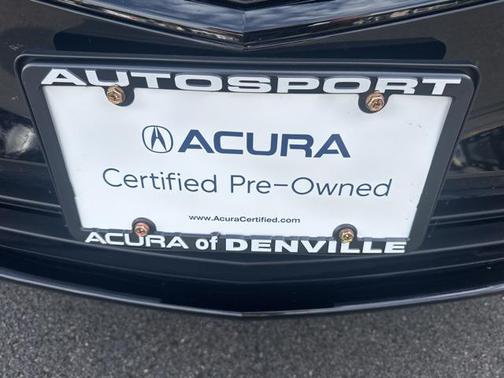 AUTOSPORT
ACURA
Certified Pre-Owned
www.AcuraCertified.com
ACURA of DENVILLE